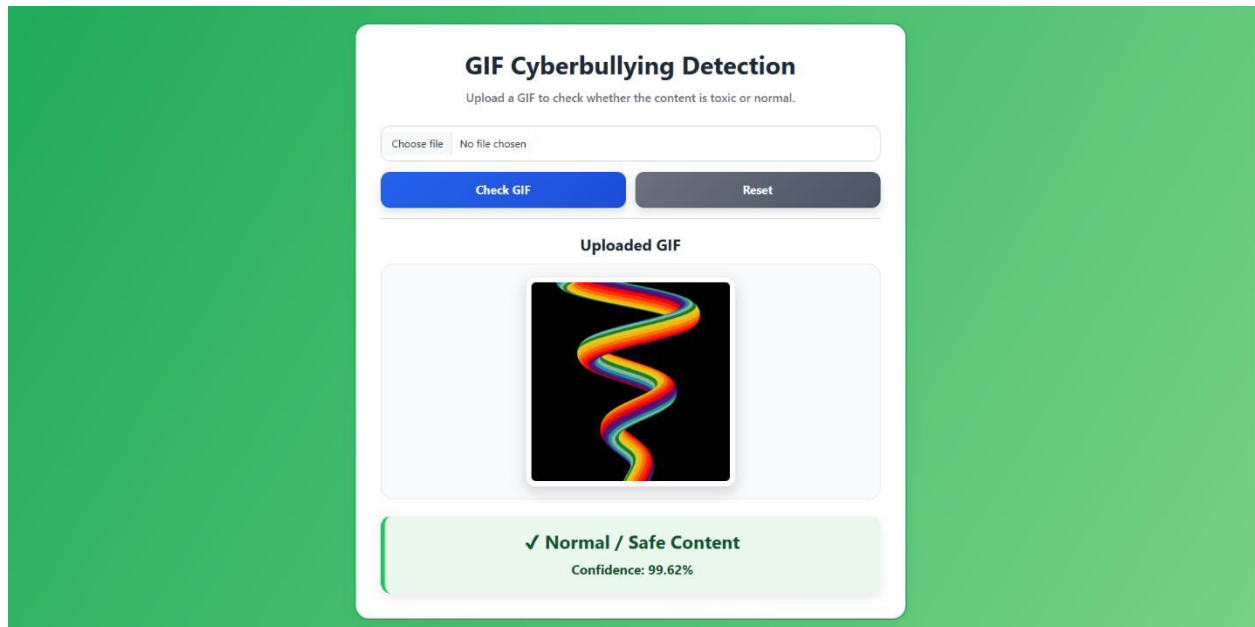 GIF Cyberbullying Detection
Upload a GIF to check whether the content is toxic or normal.
Choose file No file chosen
Check GIF Reset
Uploaded GIF
✓ Normal / Safe Content
Confidence: 99.62%